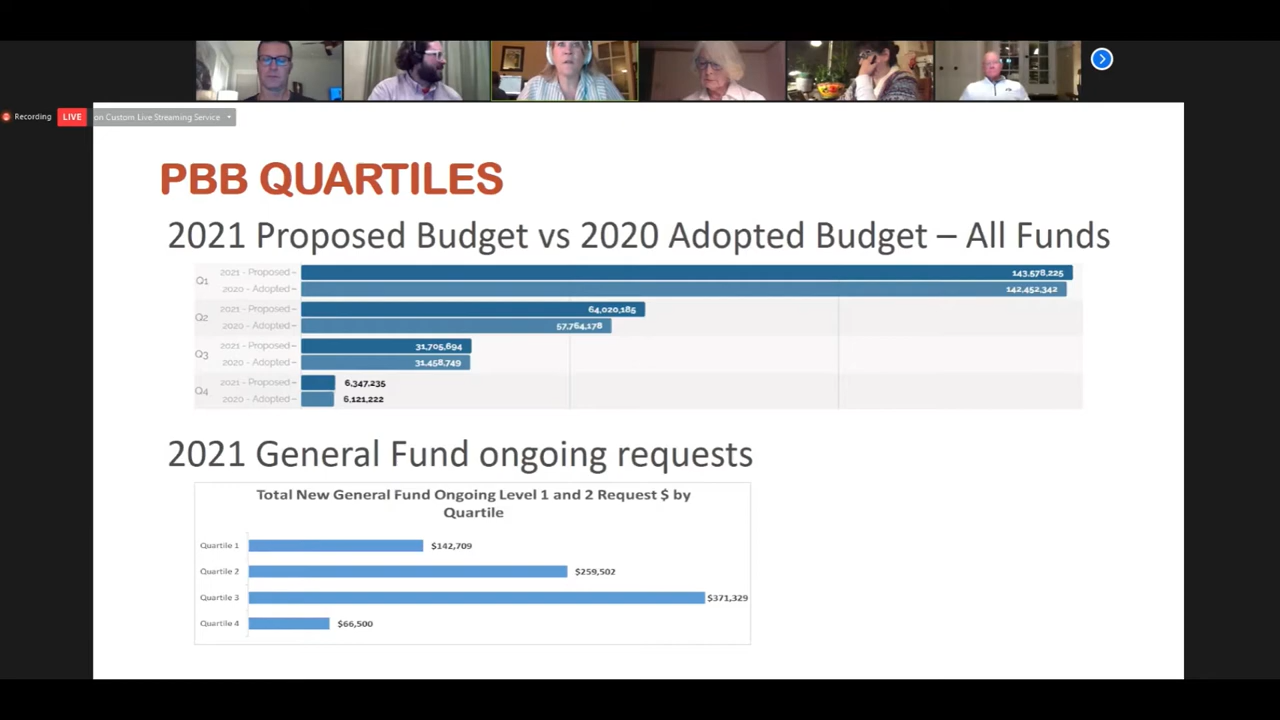 Recording
LIVE
on Custom Live Streaming Service
PBB QUARTILES
2021 Proposed Budget vs 2020 Adopted Budget – All Funds
Q1
2021 - Proposed
143,578,225
2020 - Adopted
142,452,342
Q2
2021 - Proposed
64,020,185
2020 - Adopted
57,764,178
Q3
2021 - Proposed
31,705,694
2020 - Adopted
31,458,749
Q4
2021 - Proposed
6,347,235
2020 - Adopted
6,121,222
2021 General Fund ongoing requests
Total New General Fund Ongoing Level 1 and 2 Request $ by
Quartile
Quartile 1
$142,709
Quartile 2
$259,502
Quartile 3
$371,329
Quartile 4
$66,500